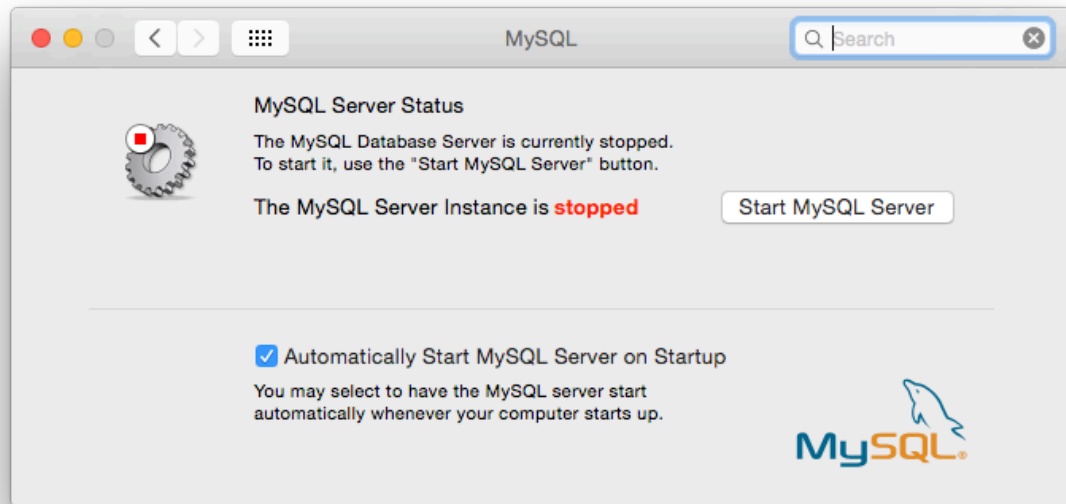 MySQL
Search
MySQL Server Status
The MySQL Database Server is currently stopped.
To start it, use the "Start MySQL Server" button.
The MySQL Server Instance is stopped
Start MySQL Server
Automatically Start MySQL Server on Startup
You may select to have the MySQL server start
automatically whenever your computer starts up.
MySQL®